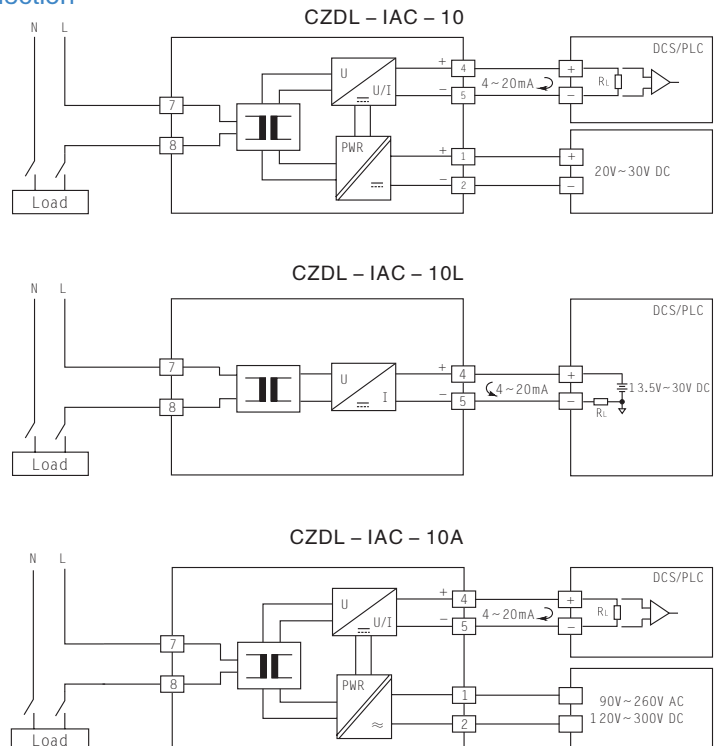 CZDL – IAC – 10
N L
DCS/PLC
U
U/I
+ 4 +
– 5 –
4~20mA
RL
7
8
PWR
+ 1 +
– 2 –
20V~30V DC
Load
CZDL – IAC – 10L
N L
DCS/PLC
7
8
U
I
+ 4 +
– 5 –
4~20mA
13.5V~30V DC
RL
Load
CZDL – IAC – 10A
N L
DCS/PLC
U
U/I
+ 4 +
– 5 –
4~20mA
RL
7
8
PWR
≈
1
2
90V~260V AC
120V~300V DC
Load